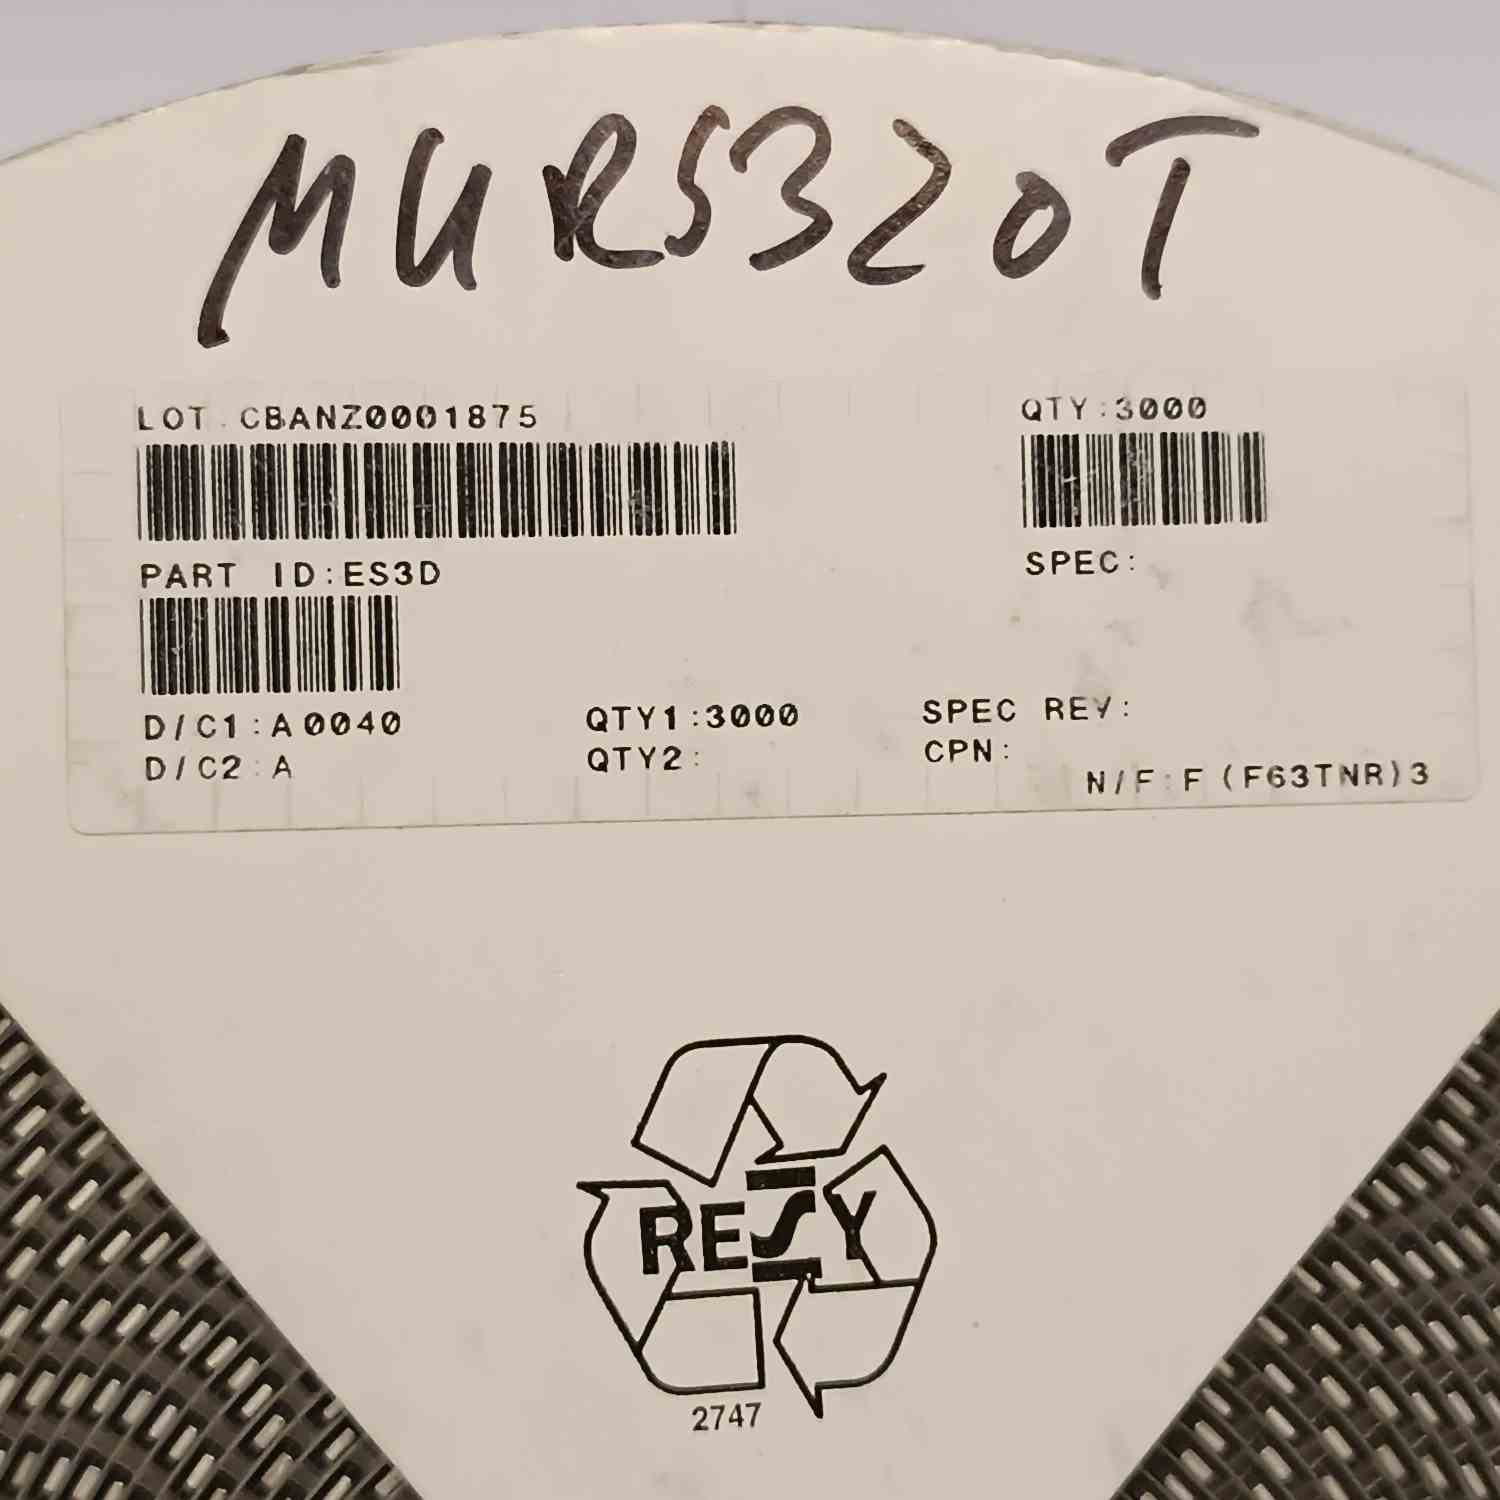 MURS320T
LOT: CBANZ0001875
QTY:3000
PART ID:ES3D
SPEC:
D/C1:A0040
QTY1:3000
SPEC REV:
D/C2:A
QTY2:
CPN:
N/F:F(F63TNR)3
RESY
2747